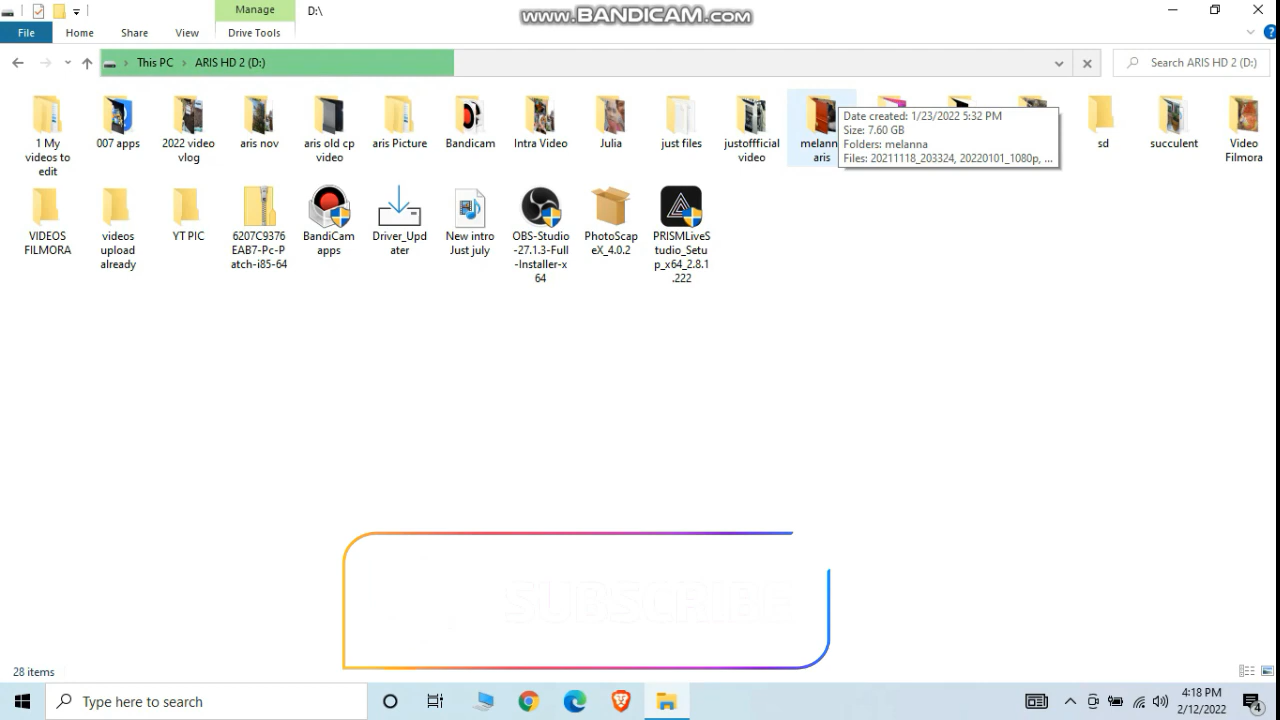 Manage
D:\
www.BANDICAM.com
File
Home
Share
View
Drive Tools
This PC
ARIS HD 2 (D:)
Search ARIS HD 2 (D:)
1 My
videos to
edit
007 apps
2022 video
vlog
aris nov
aris old cp
video
aris Picture
Bandicam
Intra Video
Julia
just files
justoffficial
video
melann
aris
Date created: 1/23/2022 5:32 PM
Size: 7.60 GB
Folders: melanna
Files: 20211118_203324, 20220101_1080p, ...
sd
succulent
Video
Filmora
VIDEOS
FILMORA
videos
upload
already
YT PIC
6207C9376
EAB7-Pc-P
atch-i85-64
BandiCam
apps
Driver_Upd
ater
New intro
Just july
OBS-Studio
-27.1.3-Full
-Installer-x
64
PhotoScap
eX_4.0.2
PRISMLiveS
tudio_Setu
p_x64_2.8.1
.222
SUBSCRIBE
28 items
Type here to search
4:18 PM
2/12/2022
4